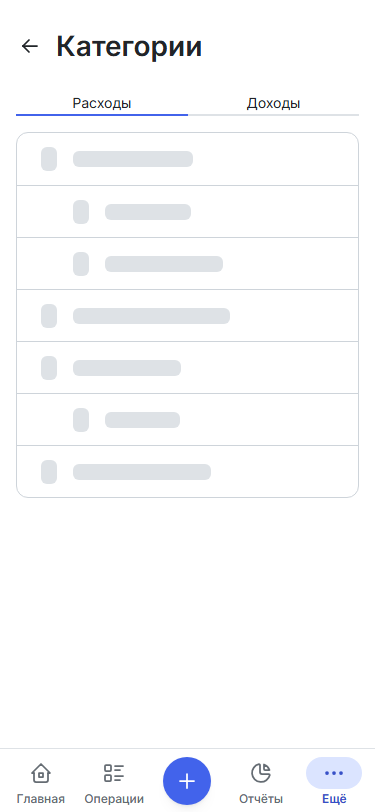 Категории
Расходы
Доходы
Главная
Операции
Отчёты
Ещё